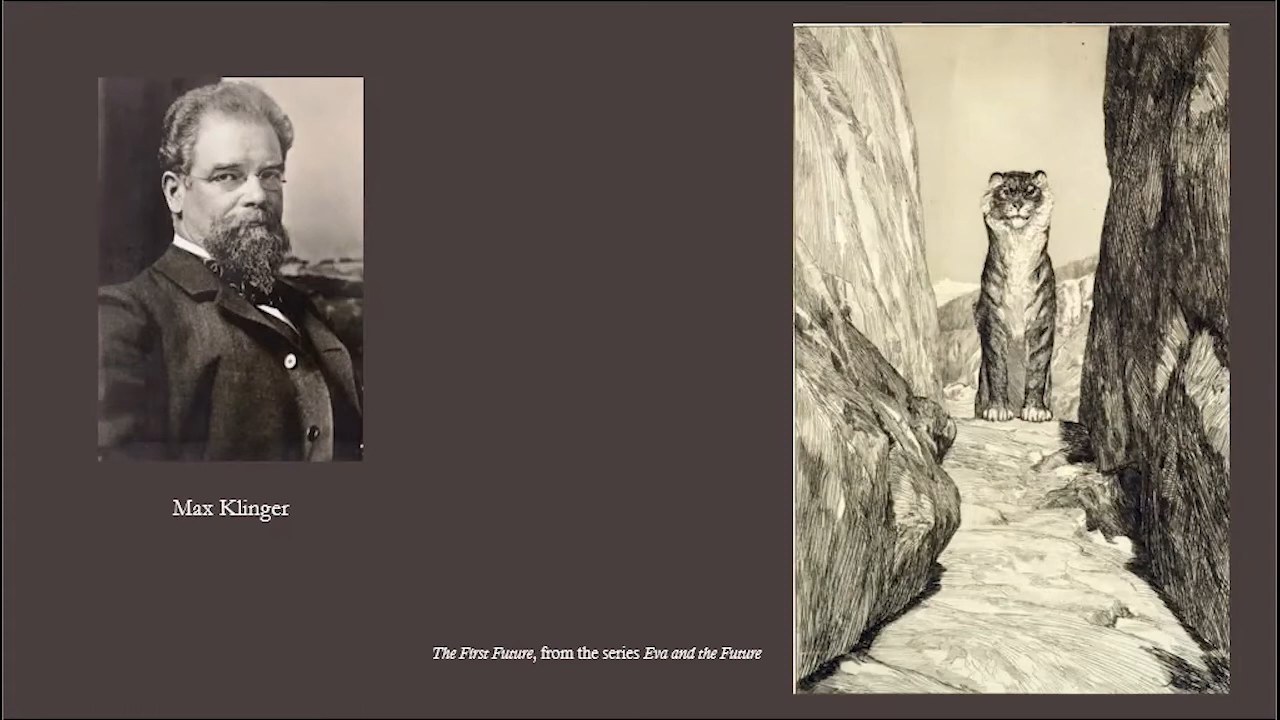 Max Klinger
The First Future, from the series Eva and the Future